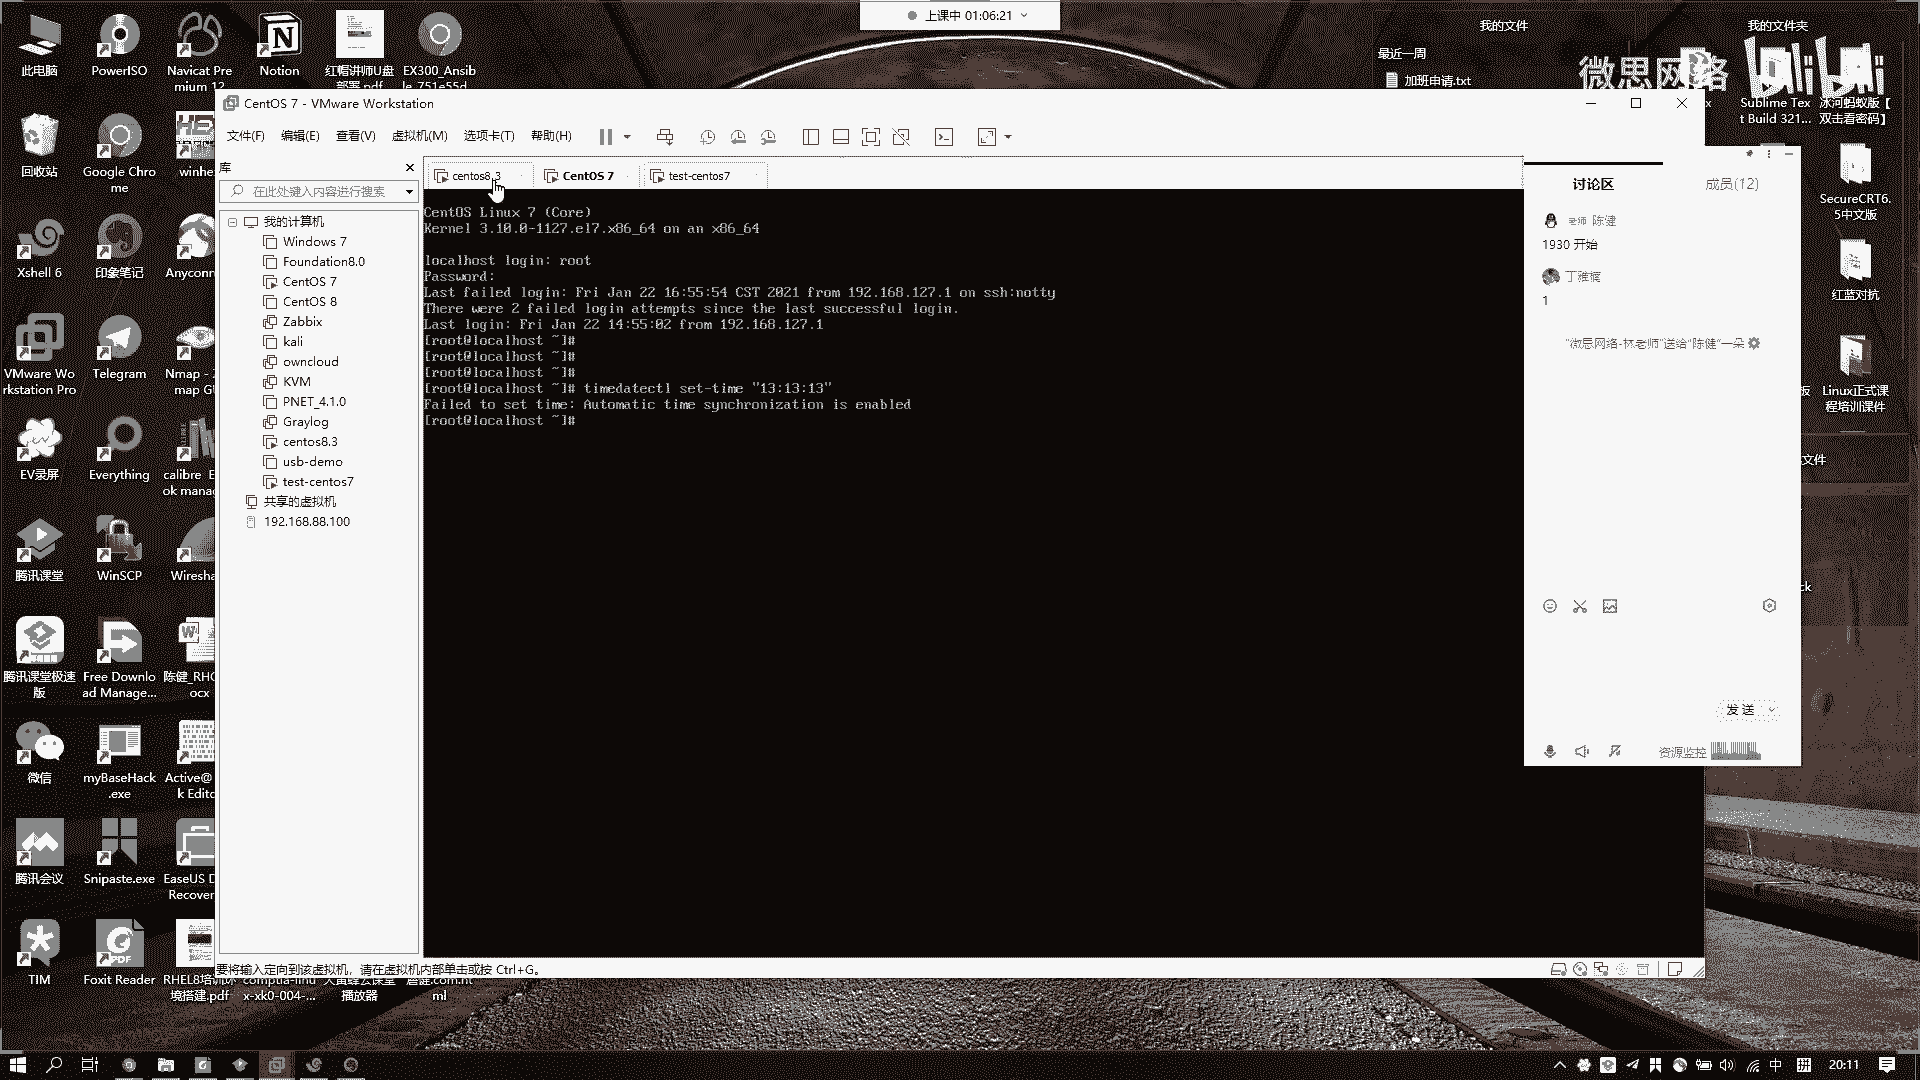 上课中 01:06:21
我的文件
我的文件夹
最近一周
加班申请.txt
微思网络
bilibili
此电脑
PowerISO
Navicat Pre
mium 12
Notion
红帽讲师U盘
部署.pdf
EX300_Ansib
le_751e55d
Sublime Tex
t Build 321...
冰河蚂蚁版【
双击看密码】
回收站
Google Chro
me
winhe
SecureCRT6.
5中文版
Xshell 6
印象笔记
Anyconn
红蓝对抗
VMware Wo
rkstation Pro
Telegram
Nmap - Z
map GU
Linux正式课
程培训课件
EV录屏
Everything
calibre E
ok mana
文件
腾讯课堂
WinSCP
Wiresha
ck
腾讯课堂极速
版
Free Downlo
ad Manage...
陈健_RHC
ocx
微信
myBaseHack
.exe
Active@
k Edito
腾讯会议
Snipaste.exe
EaseUS D
Recover
TIM
Foxit Reader
RHEL8培训环
境搭建.pdf
comptia-linu
x-xk0-004-...
大黄蜂云课堂
播放器
ml
CentOS 7 - VMware Workstation
文件(F) 编辑(E) 查看(V) 虚拟机(M) 选项卡(T) 帮助(H)
库
在此处键入内容进行搜索
我的计算机
Windows 7
Foundation8.0
CentOS 7
CentOS 8
Zabbix
kali
owncloud
KVM
PNET_4.1.0
Graylog
centos8.3
usb-demo
test-centos7
共享的虚拟机
192.168.88.100
centos8.3 CentOS 7 test-centos7
CentOS Linux 7 (Core)
Kernel 3.10.0-1127.el7.x86_64 on an x86_64
localhost login: root
Password:
Last failed login: Fri Jan 22 16:55:54 CST 2021 from 192.168.127.1 on ssh:notty
There were 2 failed login attempts since the last successful login.
Last login: Fri Jan 22 14:55:02 from 192.168.127.1
[root@localhost ~]#
[root@localhost ~]#
[root@localhost ~]#
[root@localhost ~]# timedatectl set-time "13:13:13"
Failed to set time: Automatic time synchronization is enabled
[root@localhost ~]#
要将输入定向到该虚拟机，请在虚拟机内部单击或按 Ctrl+G。
讨论区 成员(12)
老师 陈健
1930 开始
1
"微思网络-林老师"送给"陈健"一朵
发送
资源监控
中
20:11